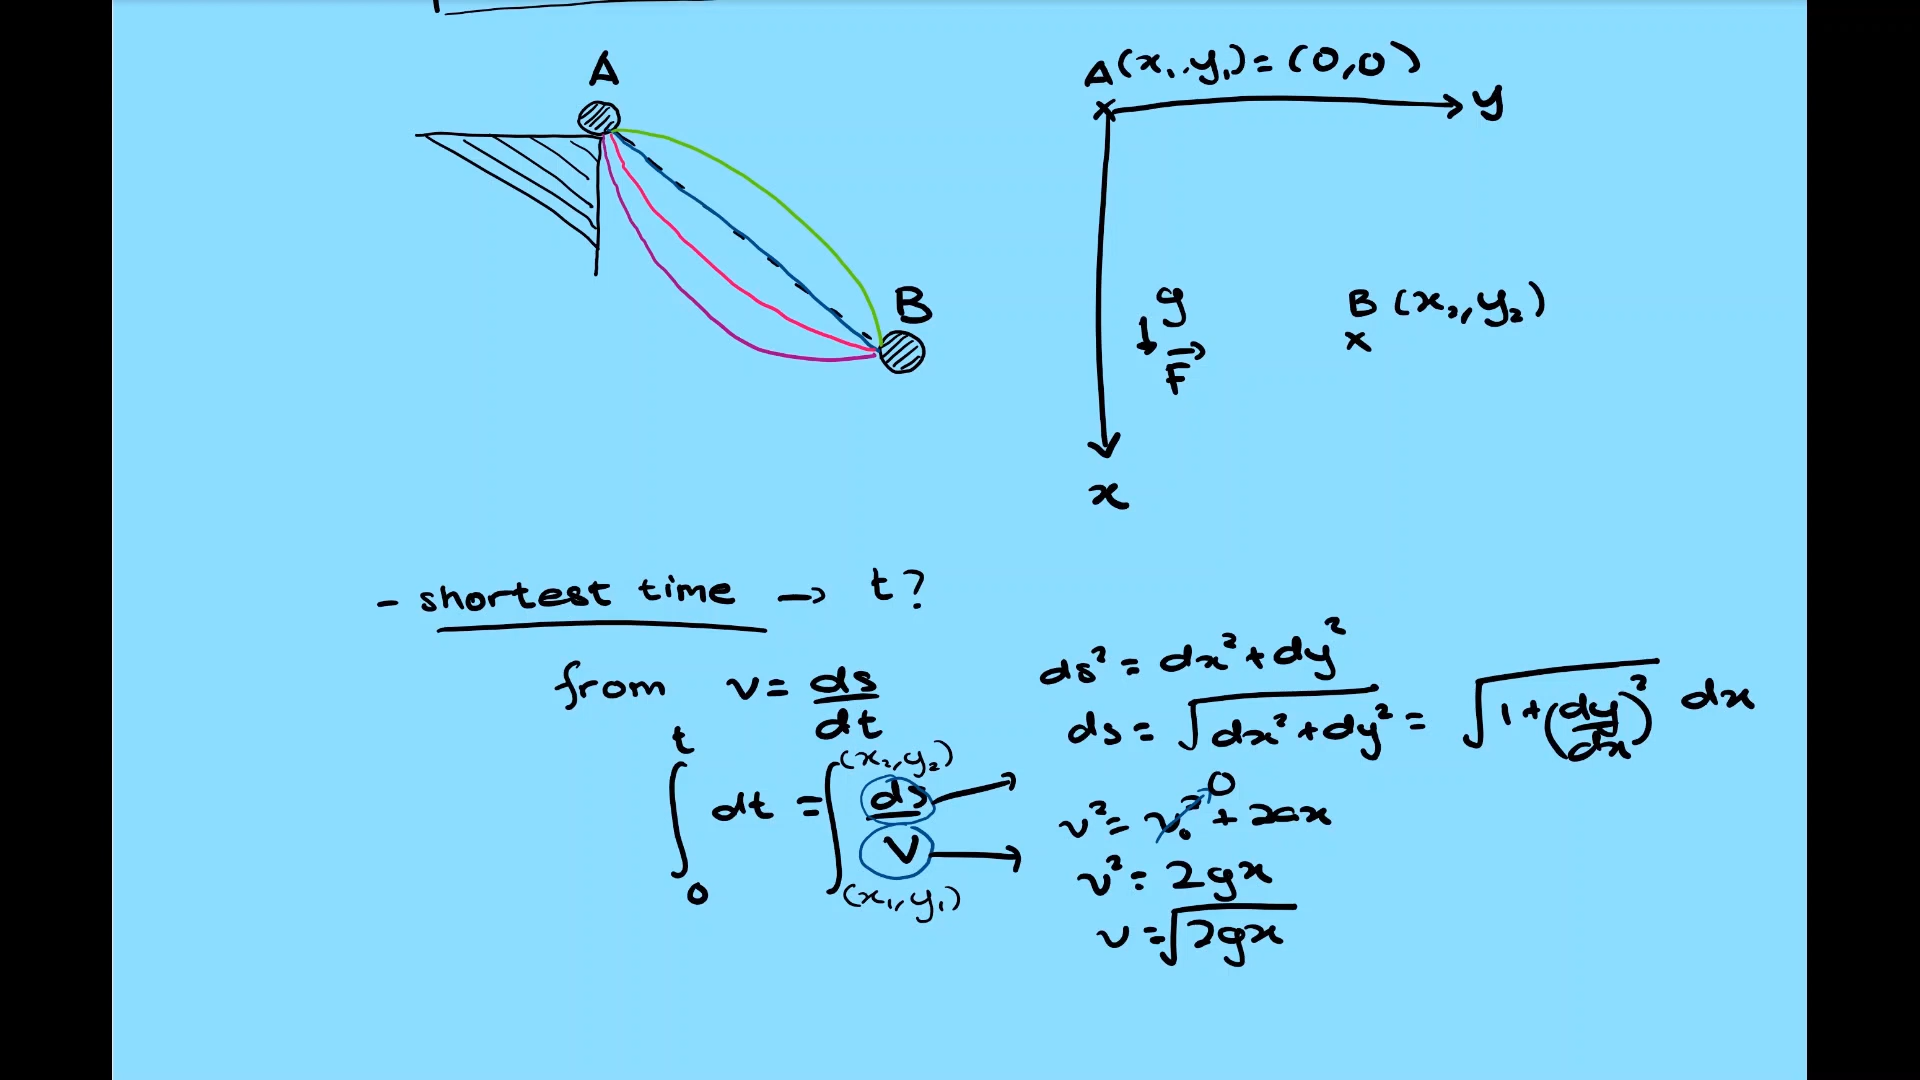 A
B
A(x₁, y₁) = (0,0)
y
g
F⃗
B (x₂, y₂)
x
x
- shortest time → t?
from v = ds/dt
∫₀ᵗ dt = ∫_(x₁, y₁)^(x₂, y₂) ds/v
ds² = dx² + dy²
ds = √(dx² + dy²) = √(1 + (dy/dx)²) dx
v² = v₀² ↗ 0 + 2ax
v² = 2gx
v = √(2gx)